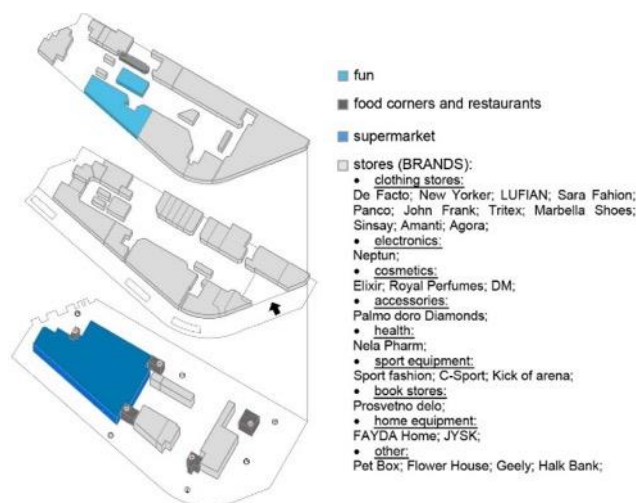 fun
food corners and restaurants
supermarket
stores (BRANDS):
• clothing stores:
De Facto; New Yorker; LUFIAN; Sara Fahion;
Panco; John Frank; Tritex; Marbella Shoes;
Sinsay; Amanti; Agora;
• electronics:
Neptun;
• cosmetics:
Elixir; Royal Perfumes; DM;
• accessories:
Palmo doro Diamonds;
• health:
Nela Pharm;
• sport equipment:
Sport fashion; C-Sport; Kick of arena;
• book stores:
Prosvetno delo;
• home equipment:
FAYDA Home; JYSK;
• other:
Pet Box; Flower House; Geely; Halk Bank;